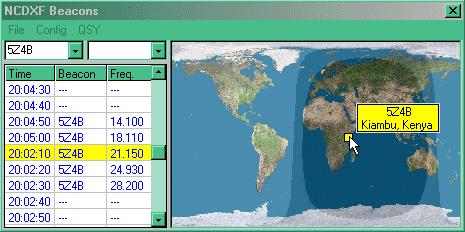 NCDXF Beacons
File Config QSY
5Z4B
Time Beacon Freq.
20:04:30 --- ---
20:04:40 --- ---
20:04:50 5Z4B 14.100
20:05:00 5Z4B 18.110
20:02:10 5Z4B 21.150
20:02:20 5Z4B 24.930
20:02:30 5Z4B 28.200
20:02:40 --- ---
20:02:50 --- ---
5Z4B
Kiambu, Kenya